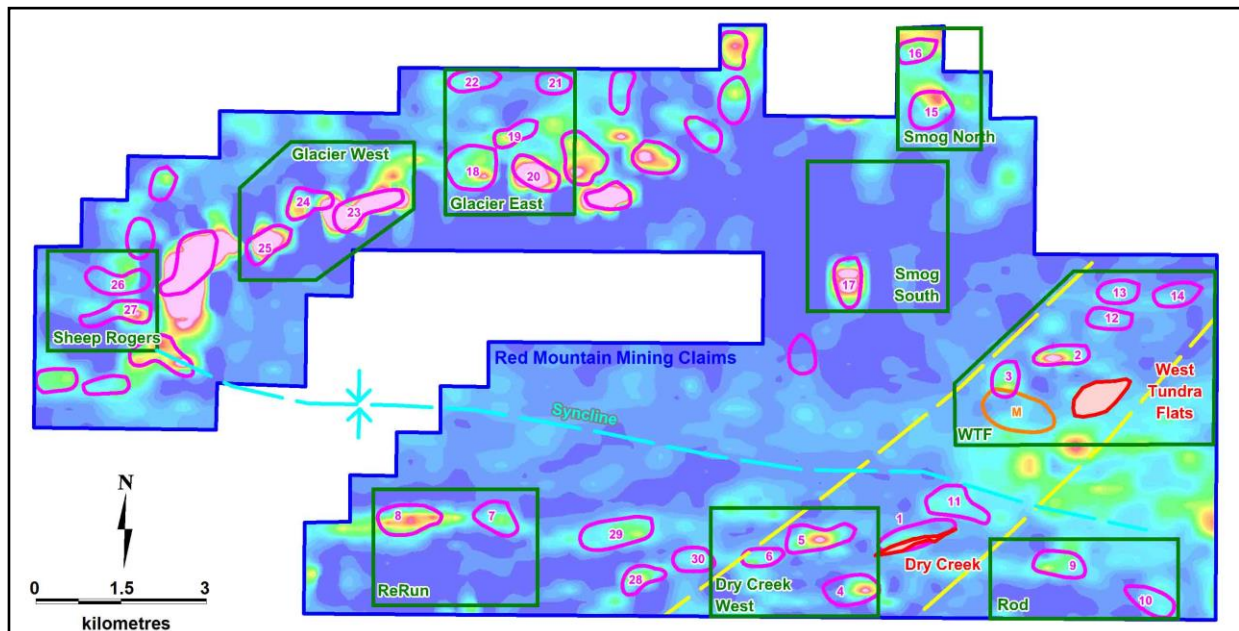 16
22
21
15
Smog North
19
Glacier West
18
20
Glacier East
24
23
25
26
27
Sheep Rogers
17
Smog
South
13
14
12
Red Mountain Mining Claims
2
3
West
Tundra
Flats
M
Syncline
WTF
N
8
7
11
1
29
5
6
30
Dry Creek
9
28
4
0
1.5
3
ReRun
Dry Creek
West
Rod
10
kilometres